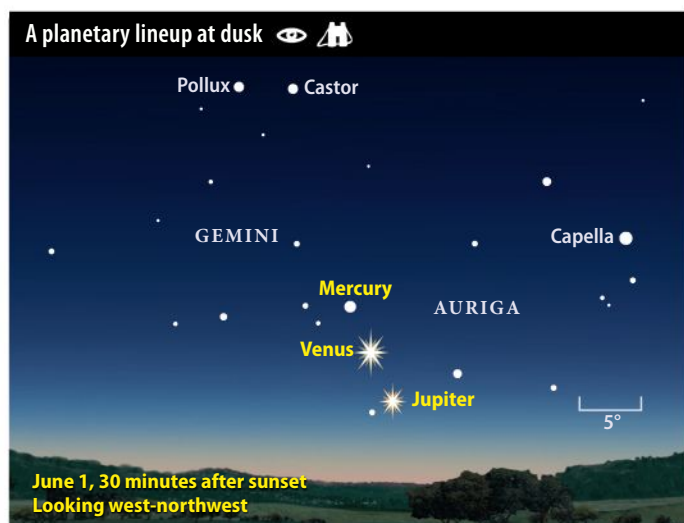 A planetary lineup at dusk
Pollux
Castor
GEMINI
Capella
Mercury
AURIGA
Venus
Jupiter
5°
June 1, 30 minutes after sunset
Looking west-northwest